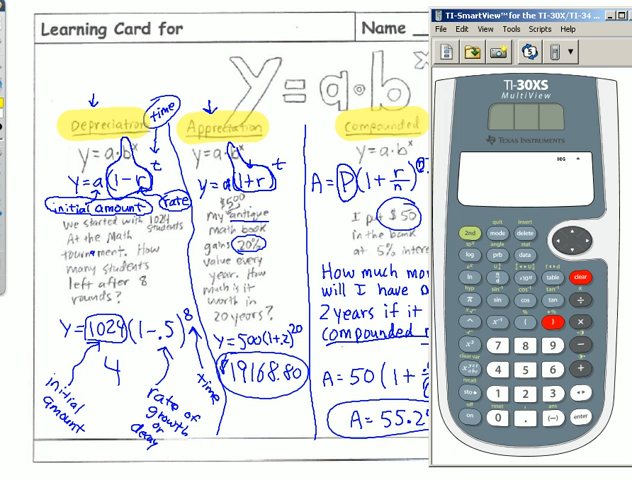 Learning Card for
Name
y=a·b^x
Depreciation
time
y=a·b^x
y=a(1-r)^t
initial amount
rate
We started with 1024 students
At the Math
tournament. How
many students
left after 8
rounds?
y=1024(1-.5)^8
4
initial amount
rate of growth or decay
time
Appreciation
y=a·b^x
y=a(1+r)^t
$500
My antique
math book
gains 20%
value every
year. How
much is it
worth in
20 years?
y=500(1+.2)^20
$19168.80
Compounded
y=a·b^x
A=P(1+r/n)
I put $50
in the bank
at 5%
How much
will I have
2 years if it
compounded
A=50(1+
A=55.2
TI-SmartView™ for the TI-30X/TI-34 ...
File Edit View Tools Scripts Help
TI-30XS
MultiView
TEXAS INSTRUMENTS
DEG
quit insert
2nd mode delete
log prb data
ln n/d clear
π sin cos tan ÷
^ x⁻¹ ( ) ×
x² 7 8 9 −
4 5 6 +
sto▸ 1 2 3
on 0 . (−) enter